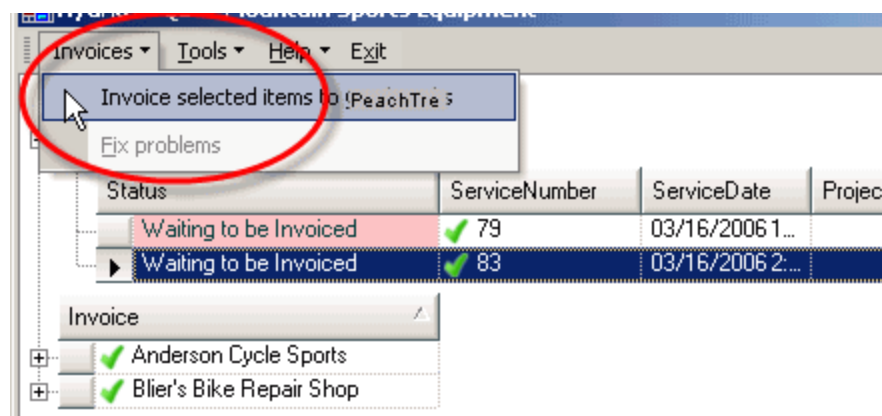 Mountain Sports Equipment
Invoices Tools Help Exit
Invoice selected items to PeachTre s
Fix problems
Status ServiceNumber ServiceDate Projec
Waiting to be Invoiced 79 03/16/2006 1...
Waiting to be Invoiced 83 03/16/2006 2:...
Invoice
Anderson Cycle Sports
Blier's Bike Repair Shop